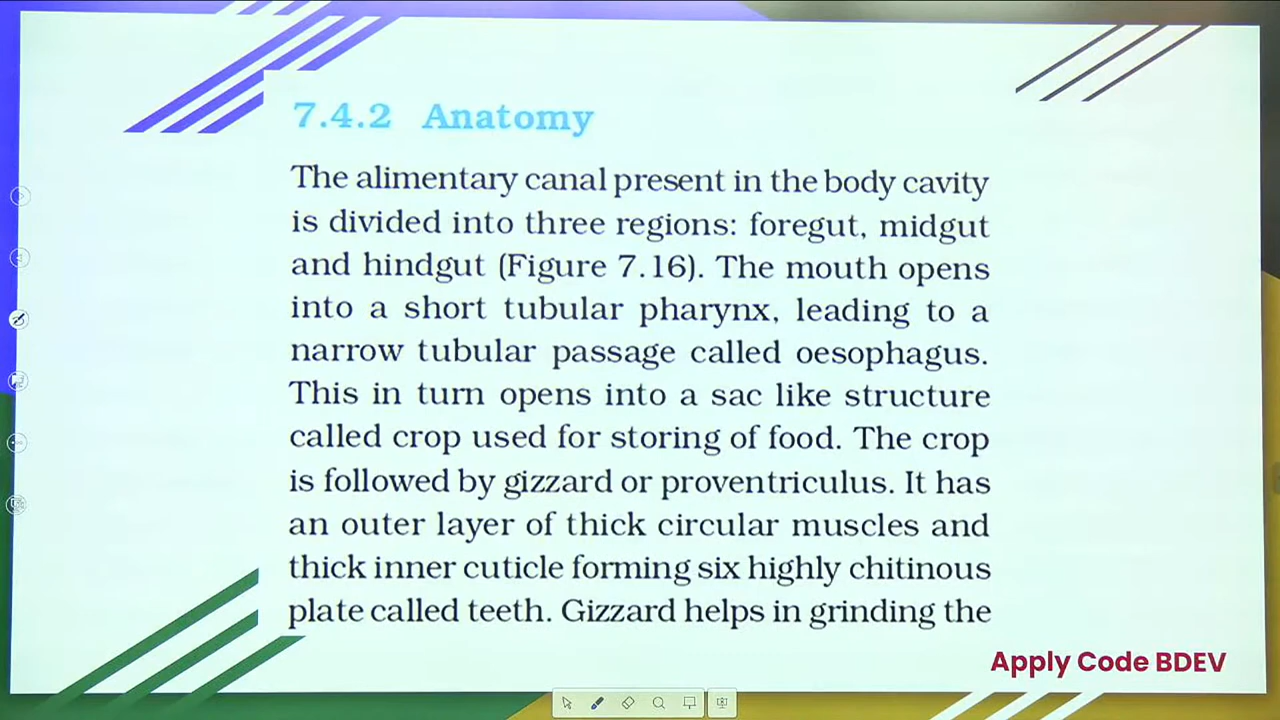 7.4.2 Anatomy
The alimentary canal present in the body cavity
is divided into three regions: foregut, midgut
and hindgut (Figure 7.16). The mouth opens
into a short tubular pharynx, leading to a
narrow tubular passage called oesophagus.
This in turn opens into a sac like structure
called crop used for storing of food. The crop
is followed by gizzard or proventriculus. It has
an outer layer of thick circular muscles and
thick inner cuticle forming six highly chitinous
plate called teeth. Gizzard helps in grinding the
Apply Code BDEV